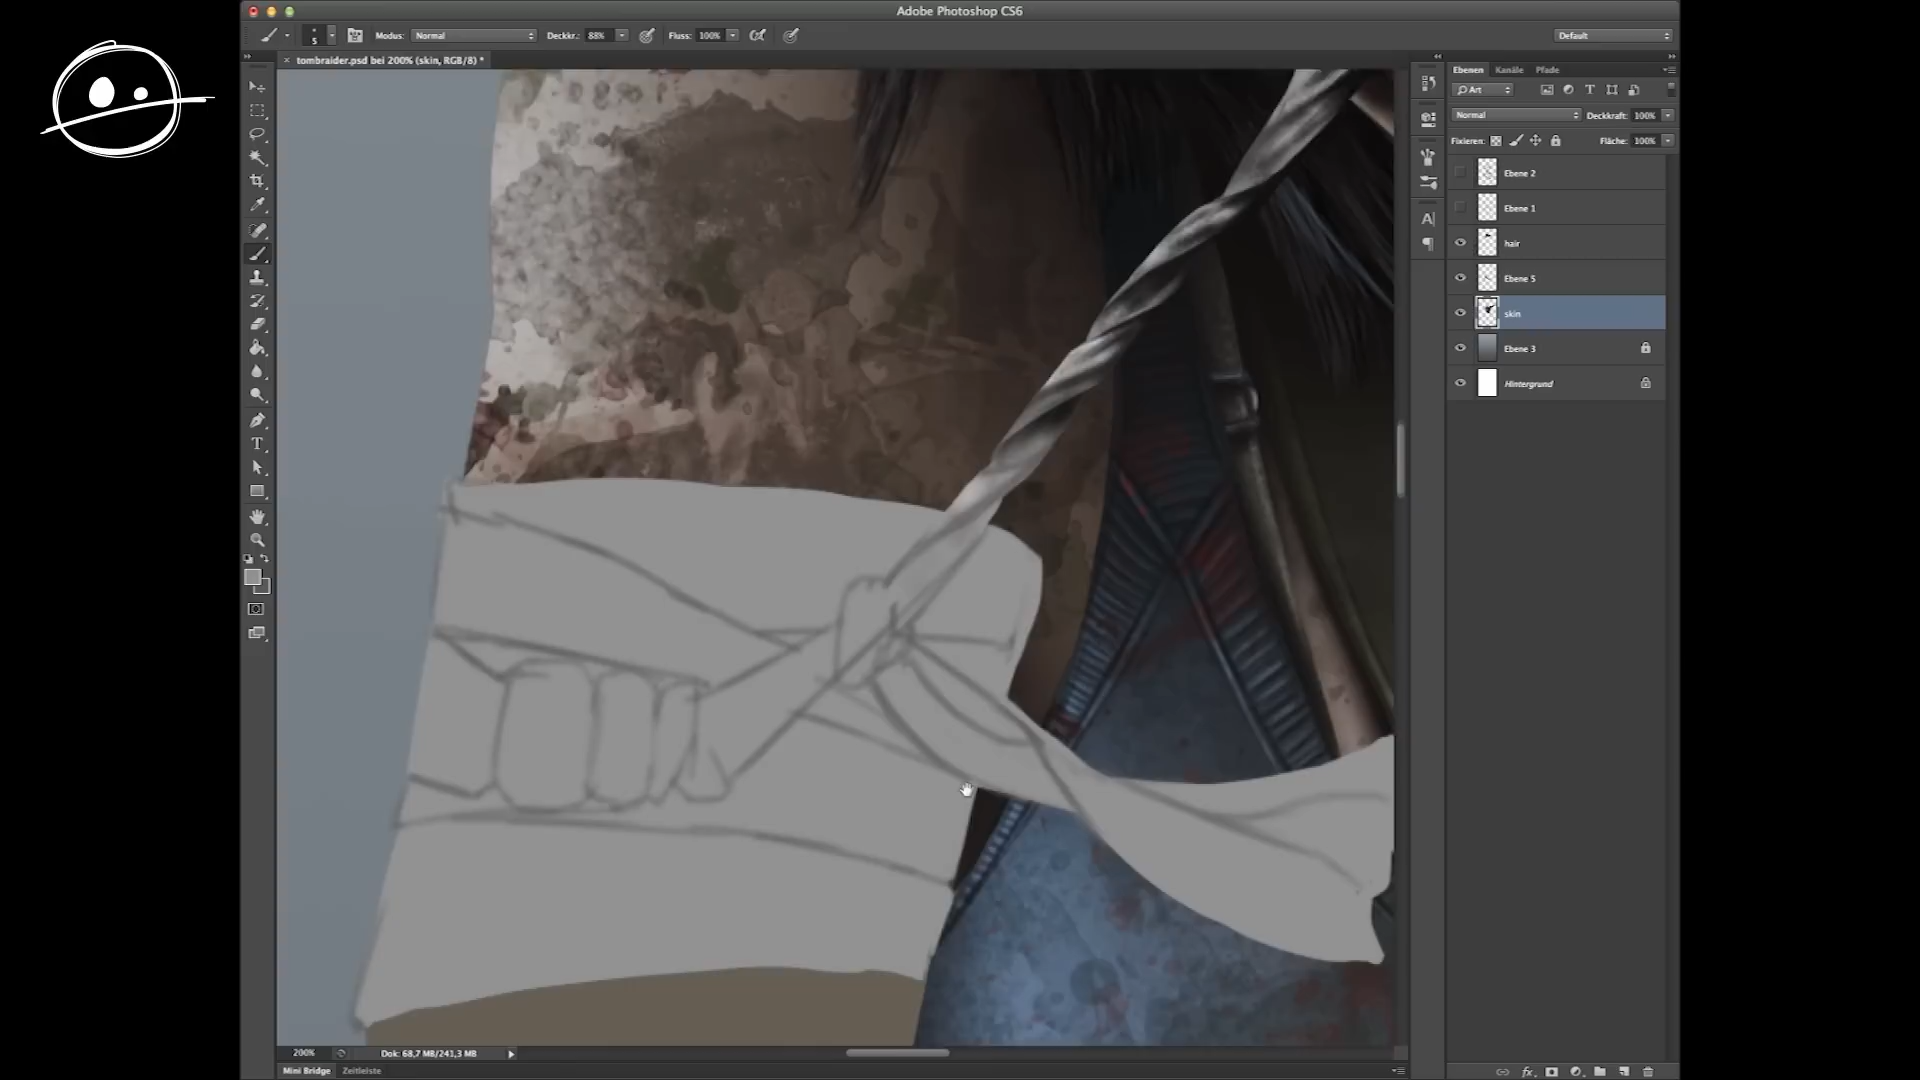 Adobe Photoshop CS6
5 Modus: Normal Deckkr.: 88% Fluss: 100% Default
× tombraider.psd bei 200% (skin, RGB/8) *
Ebenen Kanäle Pfade
Art
Normal Deckkraft: 100%
Fixieren: Fläche: 100%
Ebene 2
Ebene 1
hair
Ebene 5
skin
Ebene 3
Hintergrund
200% Dok: 68,7 MB/241,3 MB
Mini Bridge Zeitleiste